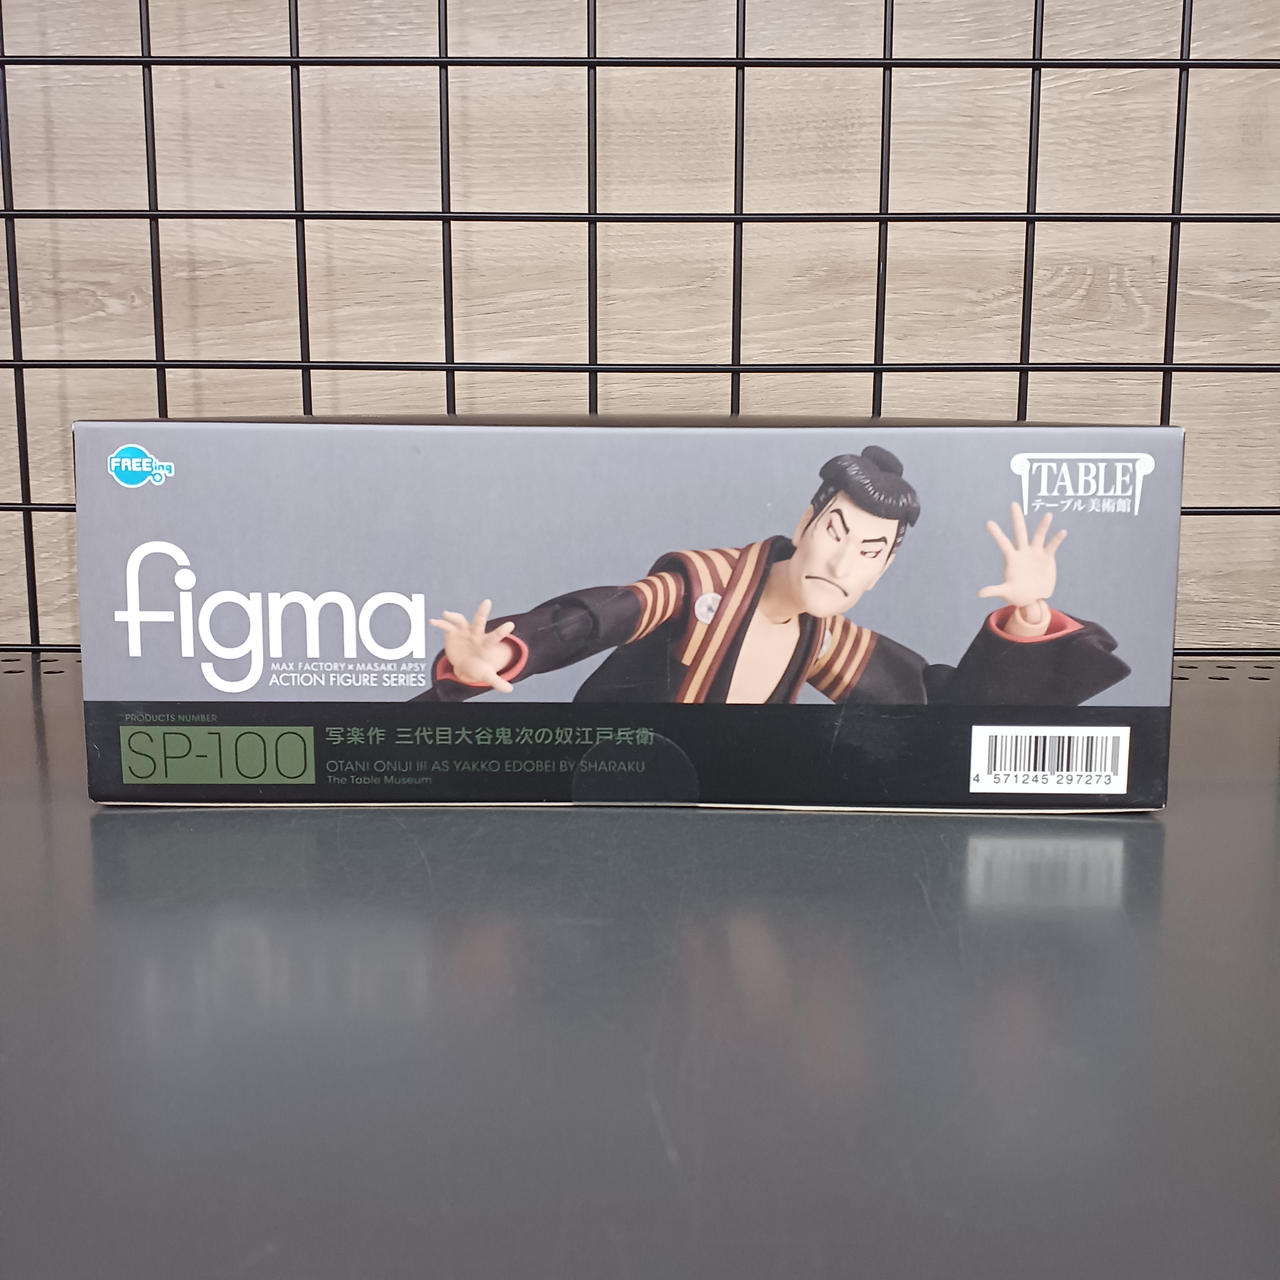 FREEing
TABLE
テーブル美術館
figma
MAX FACTORY×MASAKI APSY
ACTION FIGURE SERIES
PRODUCTS NUMBER
SP-100
写楽作 三代目大谷鬼次の奴江戸兵衛
OTANI ONIJI III AS YAKKO EDOBEI BY SHARAKU
The Table Museum
4 571245 297273